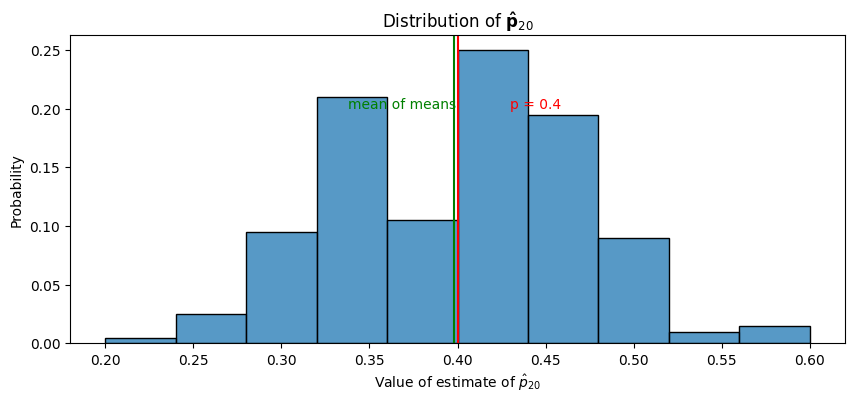 Distribution of p̂₂₀
0.25
0.20
0.15
0.10
0.05
0.00
Probability
mean of means
p = 0.4
0.20 0.25 0.30 0.35 0.40 0.45 0.50 0.55 0.60
Value of estimate of p̂₂₀